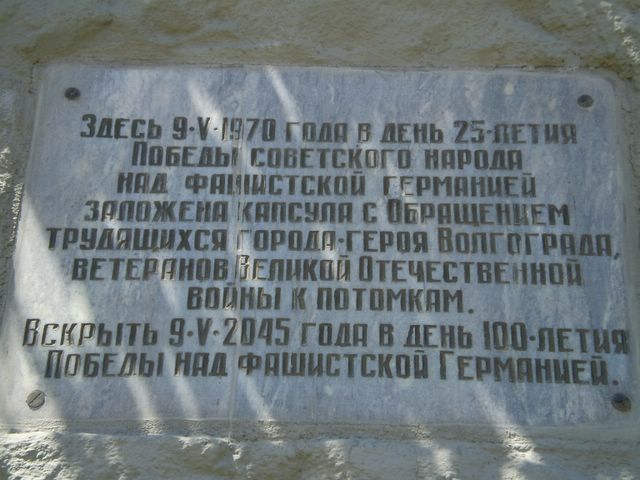 Здесь 9·V·1970 года в день 25-летия
Победы советского народа
над фашистской Германией
заложена капсула с Обращением
трудящихся города-героя Волгограда,
ветеранов Великой Отечественной
войны к потомкам.
Вскрыть 9·V·2045 года в день 100-летия
Победы над фашистской Германией.